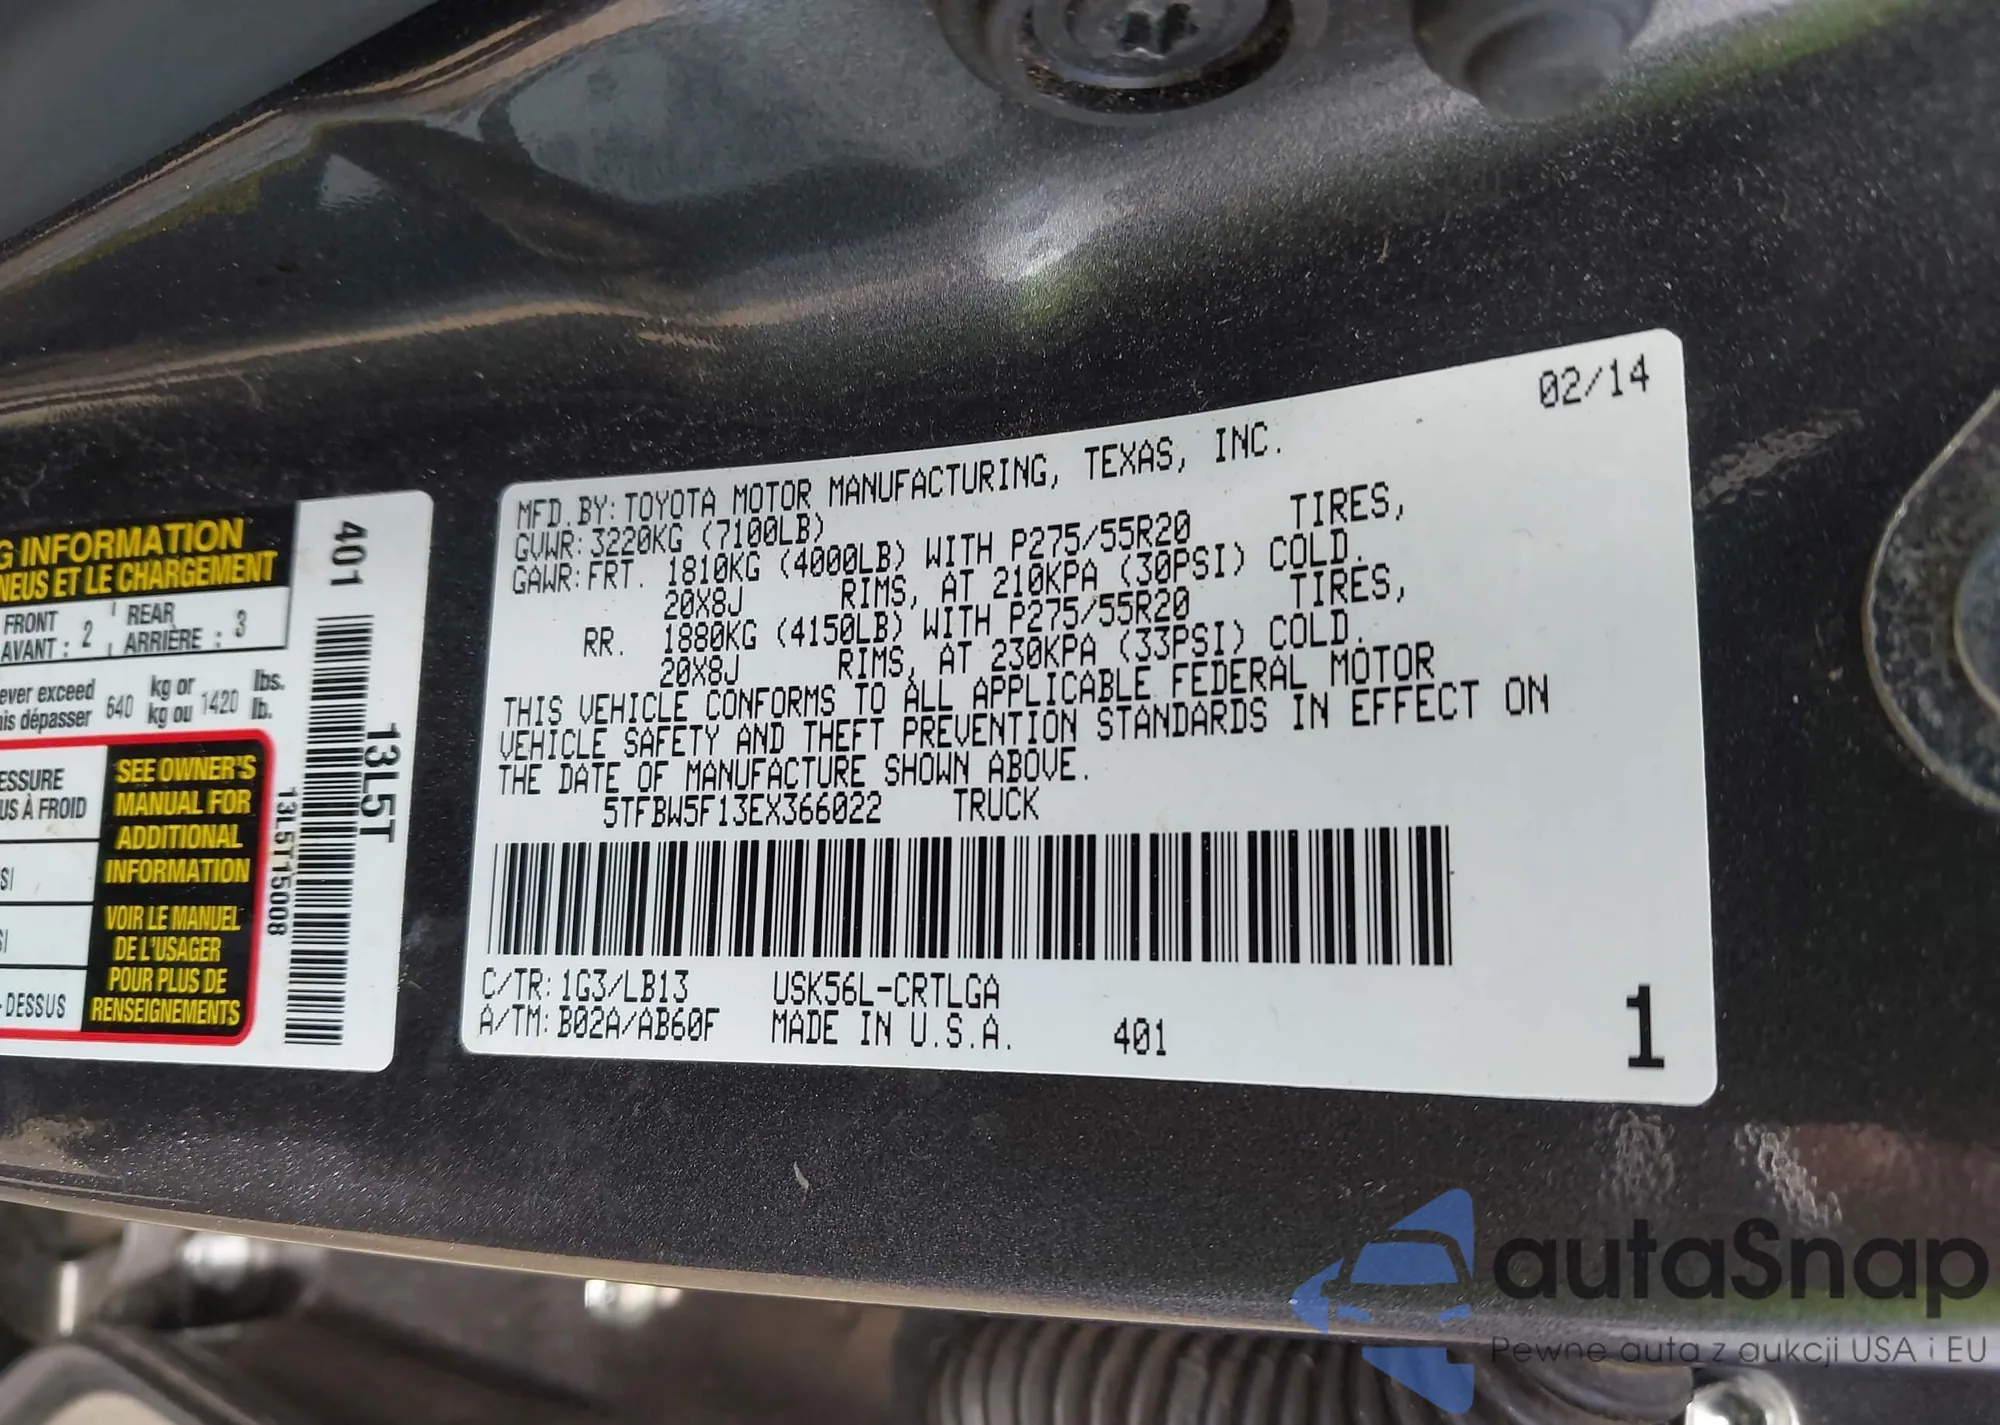 G INFORMATION
NEUS ET LE CHARGEMENT
FRONT
AVANT : 2
REAR
ARRIÈRE : 3
ever exceed 640 kg or 1420 lbs.
is dépasser kg ou lb.
ESSURE
US À FROID
SI
SI
- DESSUS
SEE OWNER'S
MANUAL FOR
ADDITIONAL
INFORMATION
VOIR LE MANUEL
DE L'USAGER
POUR PLUS DE
RENSEIGNEMENTS
401
13L5T
13L5T15008
02/14
MFD. BY: TOYOTA MOTOR MANUFACTURING, TEXAS, INC.
GVWR: 3220KG (7100LB)
GAWR: FRT. 1810KG (4000LB) WITH P275/55R20 TIRES,
20X8J RIMS, AT 210KPA (30PSI) COLD.
RR. 1880KG (4150LB) WITH P275/55R20 TIRES,
20X8J RIMS, AT 230KPA (33PSI) COLD.
THIS VEHICLE CONFORMS TO ALL APPLICABLE FEDERAL MOTOR
VEHICLE SAFETY AND THEFT PREVENTION STANDARDS IN EFFECT ON
THE DATE OF MANUFACTURE SHOWN ABOVE.
5TFBW5F13EX366022 TRUCK
C/TR: 1G3/LB13 USK56L-CRTLGA
A/TM: B02A/AB60F MADE IN U.S.A. 401
1
autaSnap
Pewne auta z aukcji USA i EU